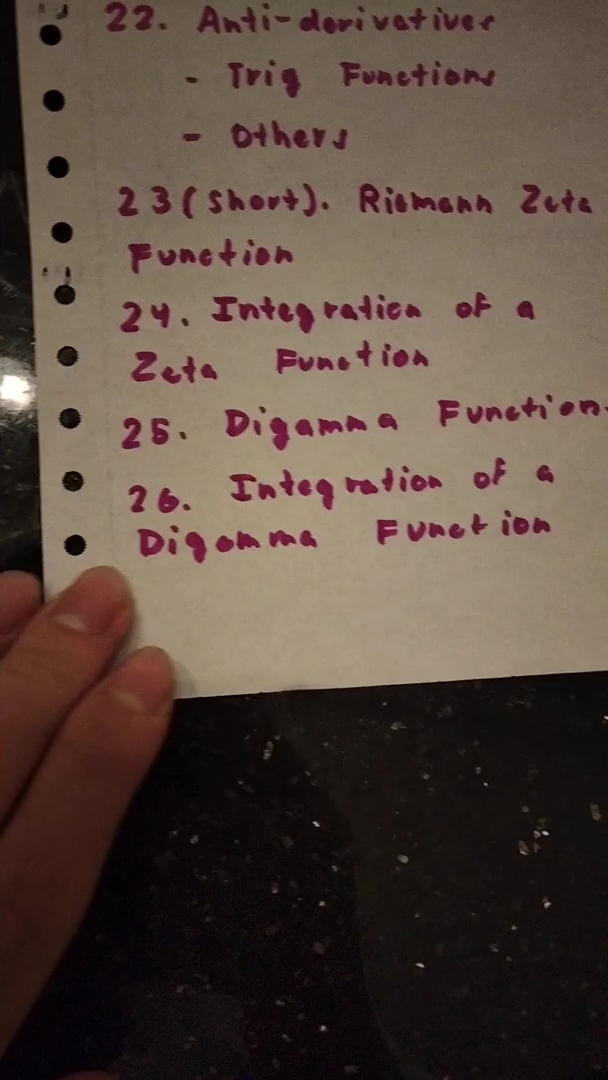 22. Anti-derivatives
- Trig Functions
- Others
23(short). Riemann Zeta
Function
24. Integration of a
Zeta Function
25. Digamma Function
26. Integration of a
Digamma Function